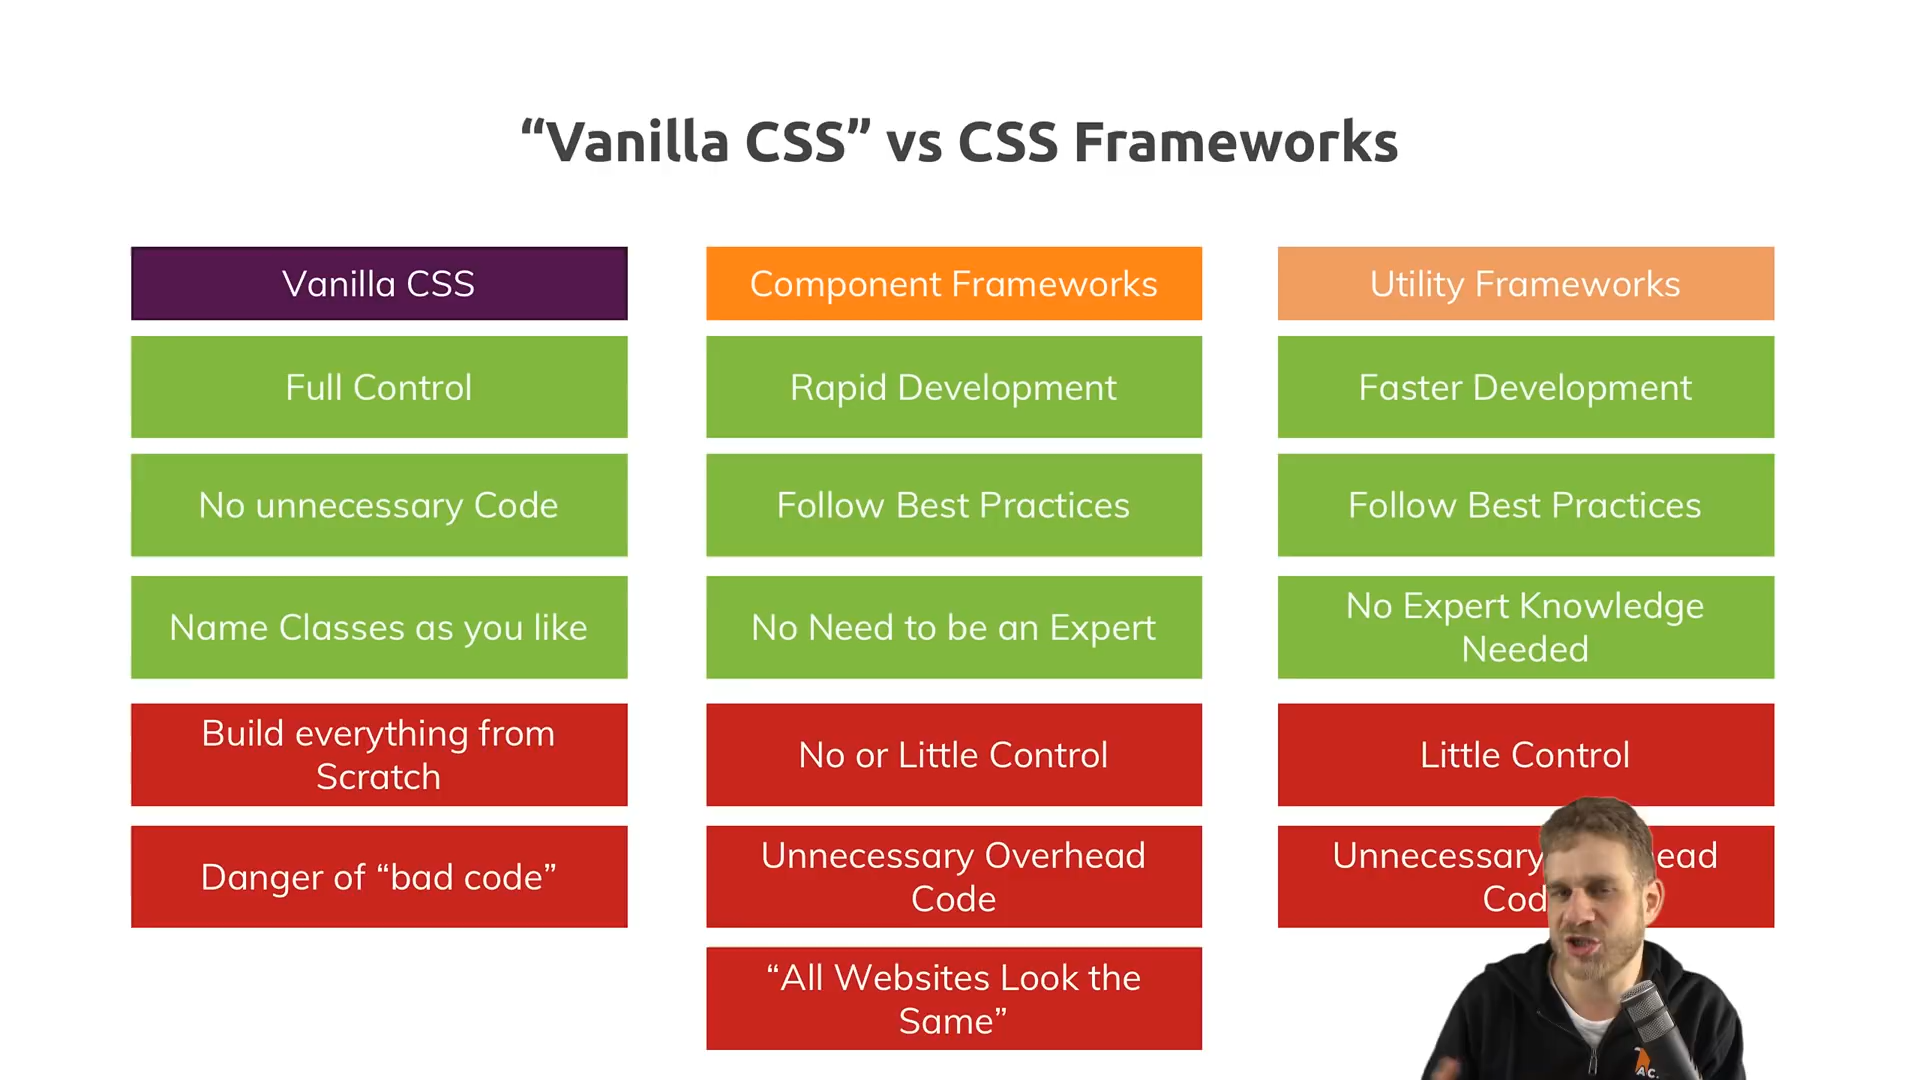 “Vanilla CSS” vs CSS Frameworks
Vanilla CSS
Full Control
No unnecessary Code
Name Classes as you like
Build everything from
Scratch
Danger of “bad code”
Component Frameworks
Rapid Development
Follow Best Practices
No Need to be an Expert
No or Little Control
Unnecessary Overhead
Code
“All Websites Look the
Same”
Utility Frameworks
Faster Development
Follow Best Practices
No Expert Knowledge
Needed
Little Control
Unnecessary